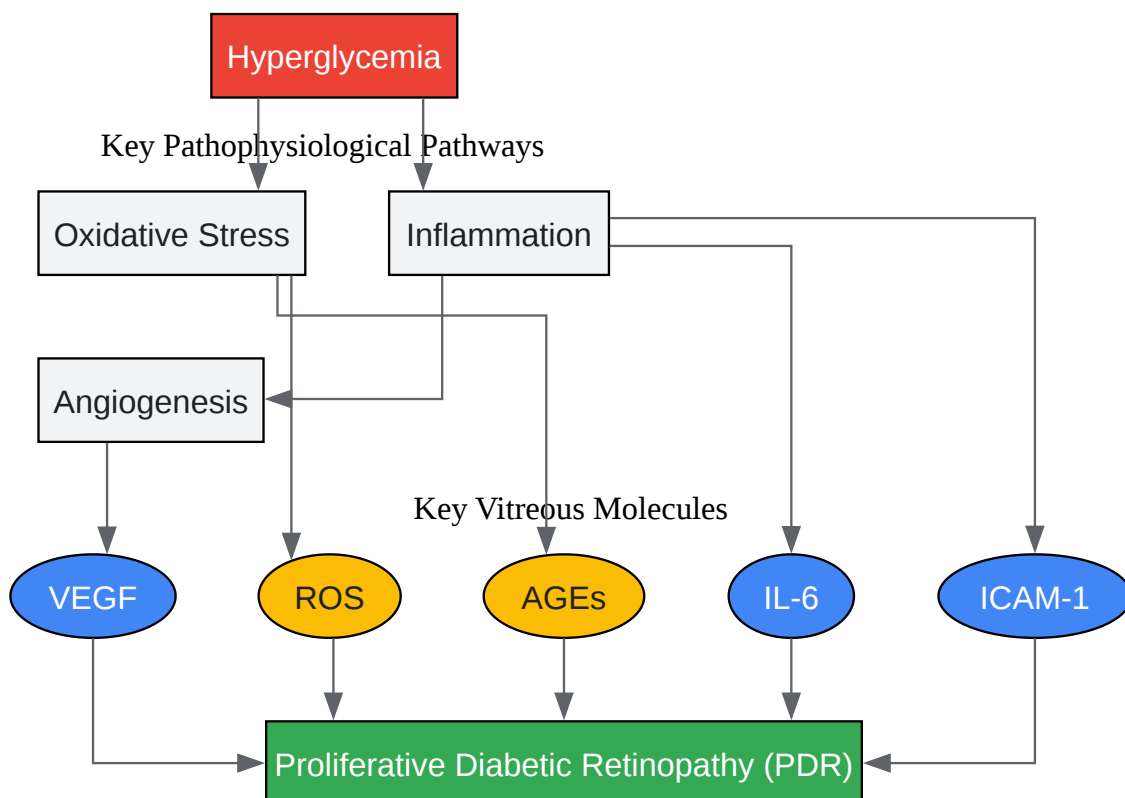 Hyperglycemia
Key Pathophysiological Pathways
Oxidative Stress
Inflammation
Angiogenesis
Key Vitreous Molecules
VEGF
ROS
AGEs
IL-6
ICAM-1
Proliferative Diabetic Retinopathy (PDR)